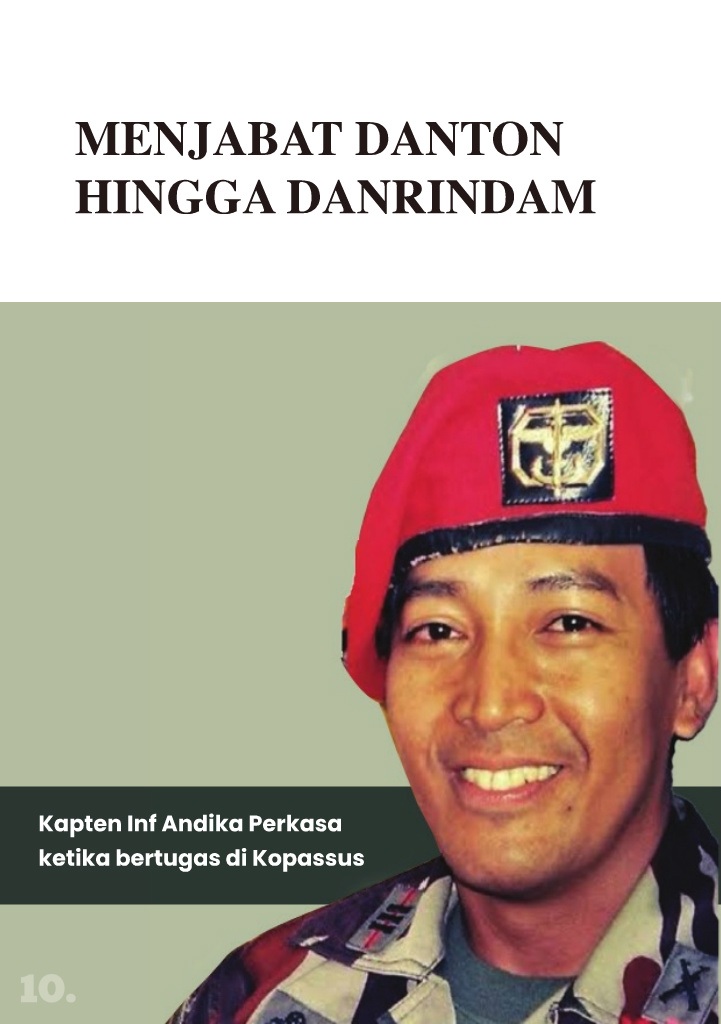 MENJABAT DANTON
HINGGA DANRINDAM
Kapten Inf Andika Perkasa
ketika bertugas di Kopassus
10.